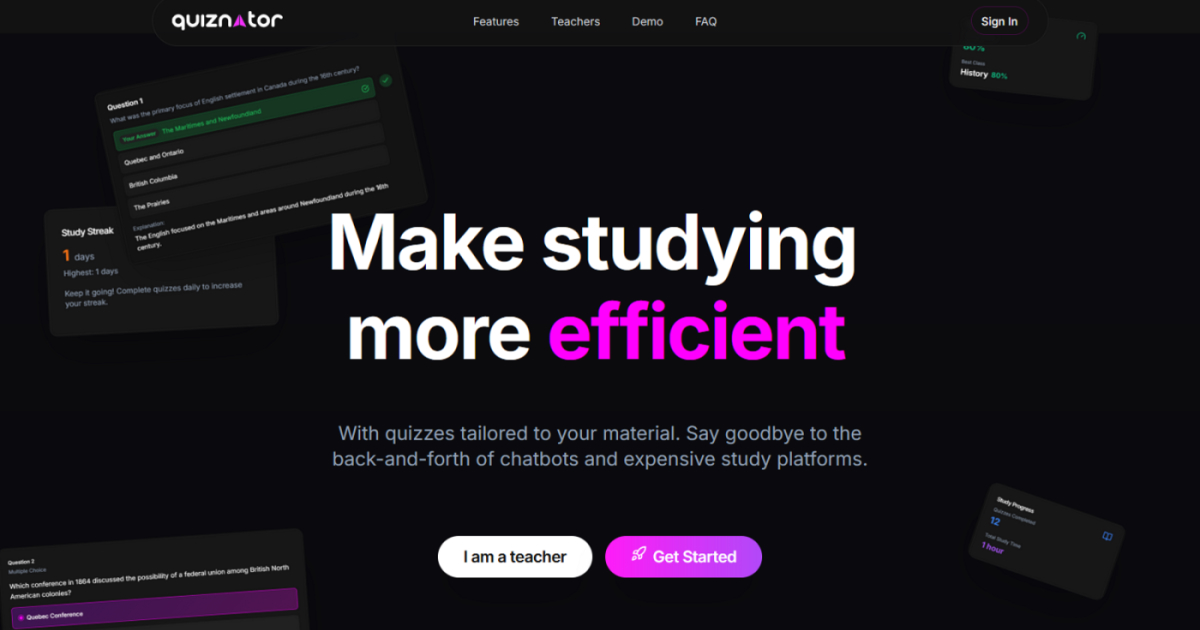 quiznator
Features
Teachers
Demo
FAQ
Sign In
Question 1
What was the primary focus of English settlement in Canada during the 16th century?
Your Answer The Maritimes and Newfoundland
Quebec and Ontario
British Columbia
The Prairies
Explanation:
The English focused on the Maritimes and areas around Newfoundland during the 16th
century.
80%
Best Class
History 80%
Study Streak
1 days
Highest: 1 days
Keep it going! Complete quizzes daily to increase
your streak.
Make studying
more efficient
With quizzes tailored to your material. Say goodbye to the
back-and-forth of chatbots and expensive study platforms.
I am a teacher
Get Started
Study Progress
Quizzes Completed
12
Total Study Time
1 hour
Question 2
Multiple Choice
Which conference in 1864 discussed the possibility of a federal union among British North
American colonies?
Quebec Conference